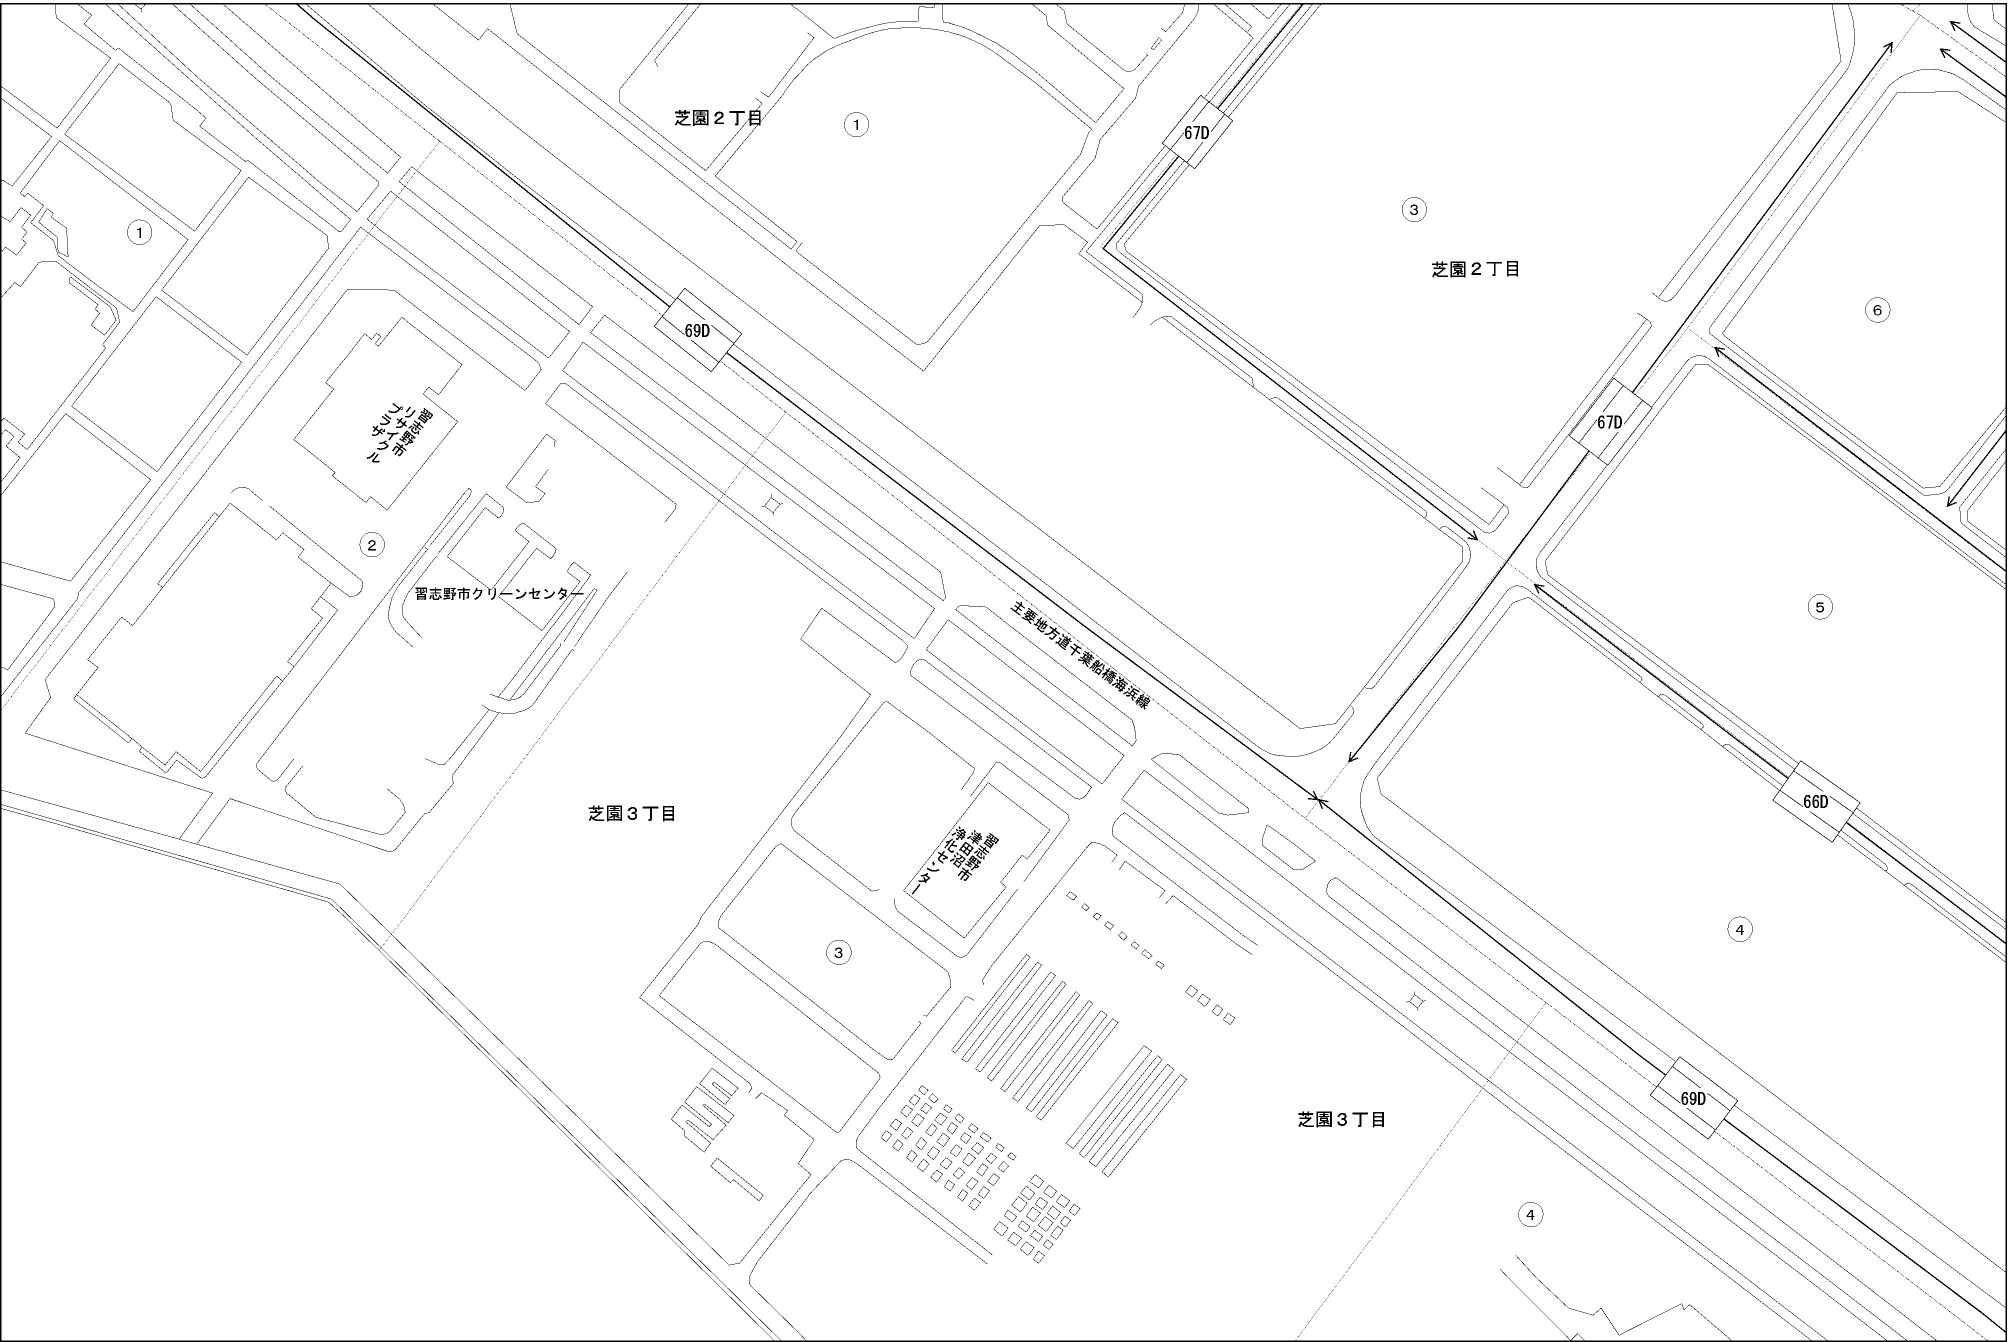 芝園２丁目
①
67D
③
①
芝園２丁目
⑥
69D
習志野市
リサイクル
プラザ
67D
②
習志野市クリーンセンター
主要地方道千葉船橋海浜線
⑤
芝園３丁目
66D
習志野市
津田沼
浄化センター
③
④
69D
芝園３丁目
④